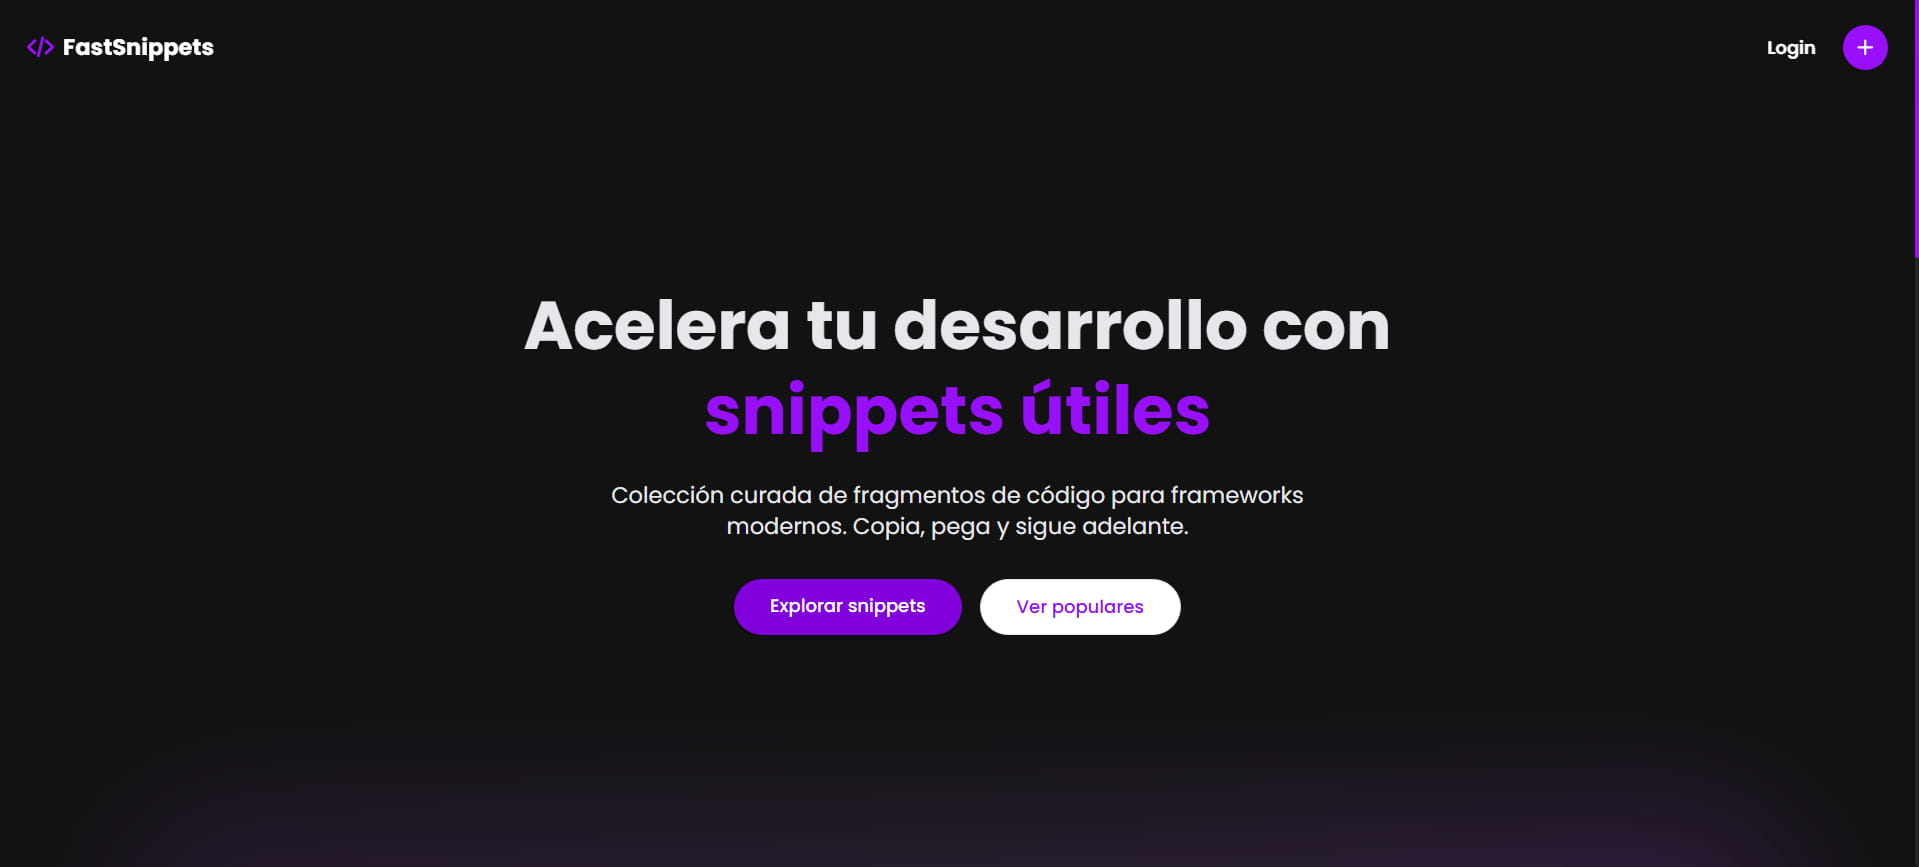 FastSnippets
Login
Acelera tu desarrollo con
snippets útiles
Colección curada de fragmentos de código para frameworks
modernos. Copia, pega y sigue adelante.
Explorar snippets
Ver populares